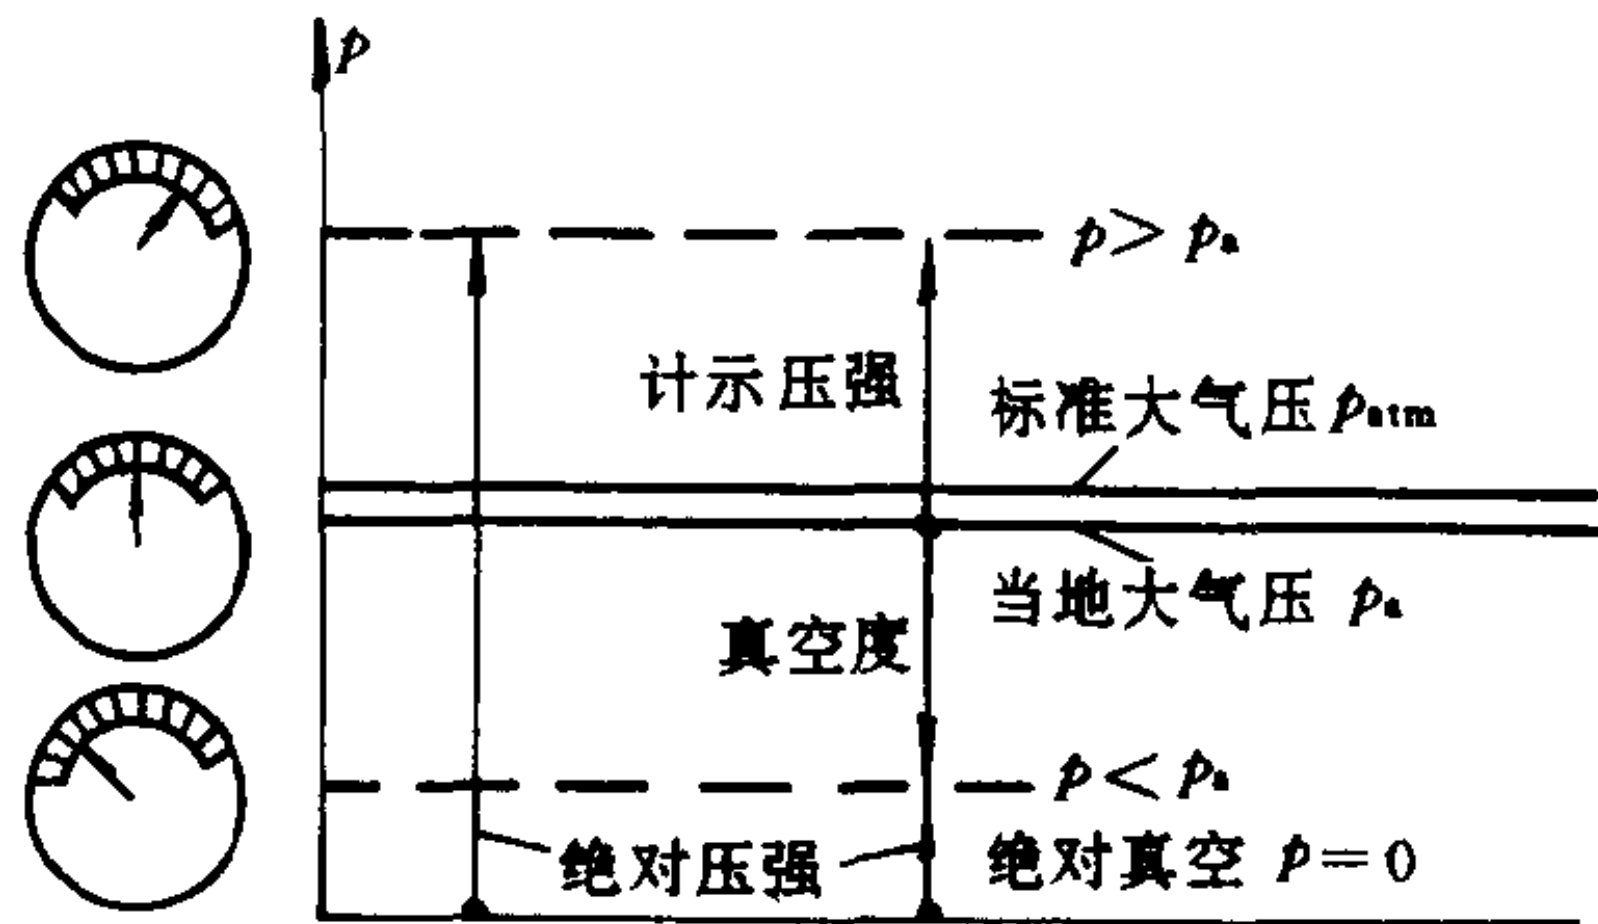 p
p > pa
计示压强
标准大气压 patm
当地大气压 pa
真空度
p < pa
绝对压强
绝对真空 p=0